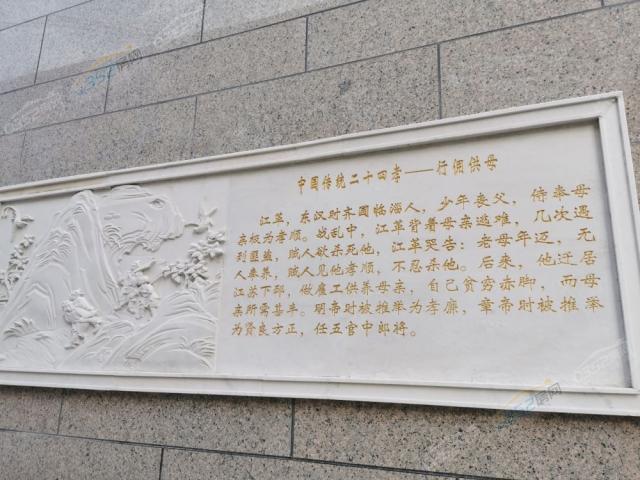 中国传统二十四孝——行佣供母
江革，东汉时齐国临淄人，少年丧父，侍奉母
亲极为孝顺。战乱中，江革背着母亲逃难，几次遇
到匪盗，贼人欲杀死他，江革哭告：老母年迈，无
人奉养，贼人见他孝顺，不忍杀他。后来，他迁居
江苏下邳，做雇工供养母亲，自己贫穷赤脚，而母
亲所需甚丰。明帝时被推举为孝廉，章帝时被推举
为贤良方正，任五官中郎将。